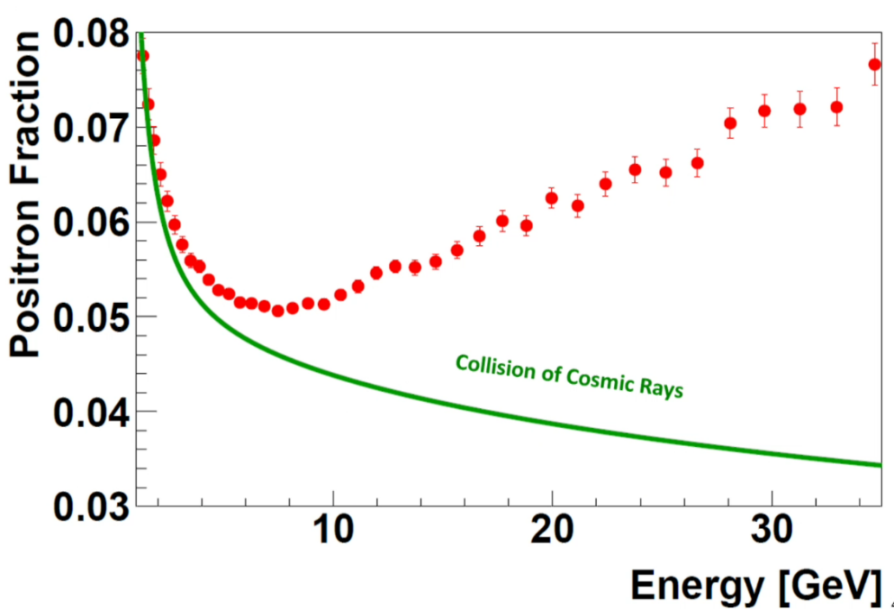 Positron Fraction
0.08
0.07
0.06
0.05
0.04
0.03
Collision of Cosmic Rays
10 20 30
Energy [GeV]